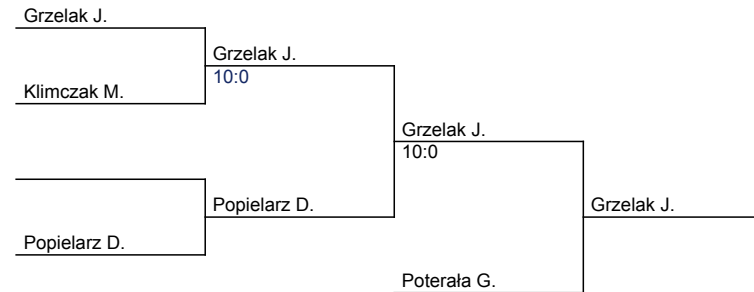 Grzelak J.
Grzelak J.
10:0
Klimczak M.
Grzelak J.
10:0
Popielarz D.
Grzelak J.
Popielarz D.
Poterała G.